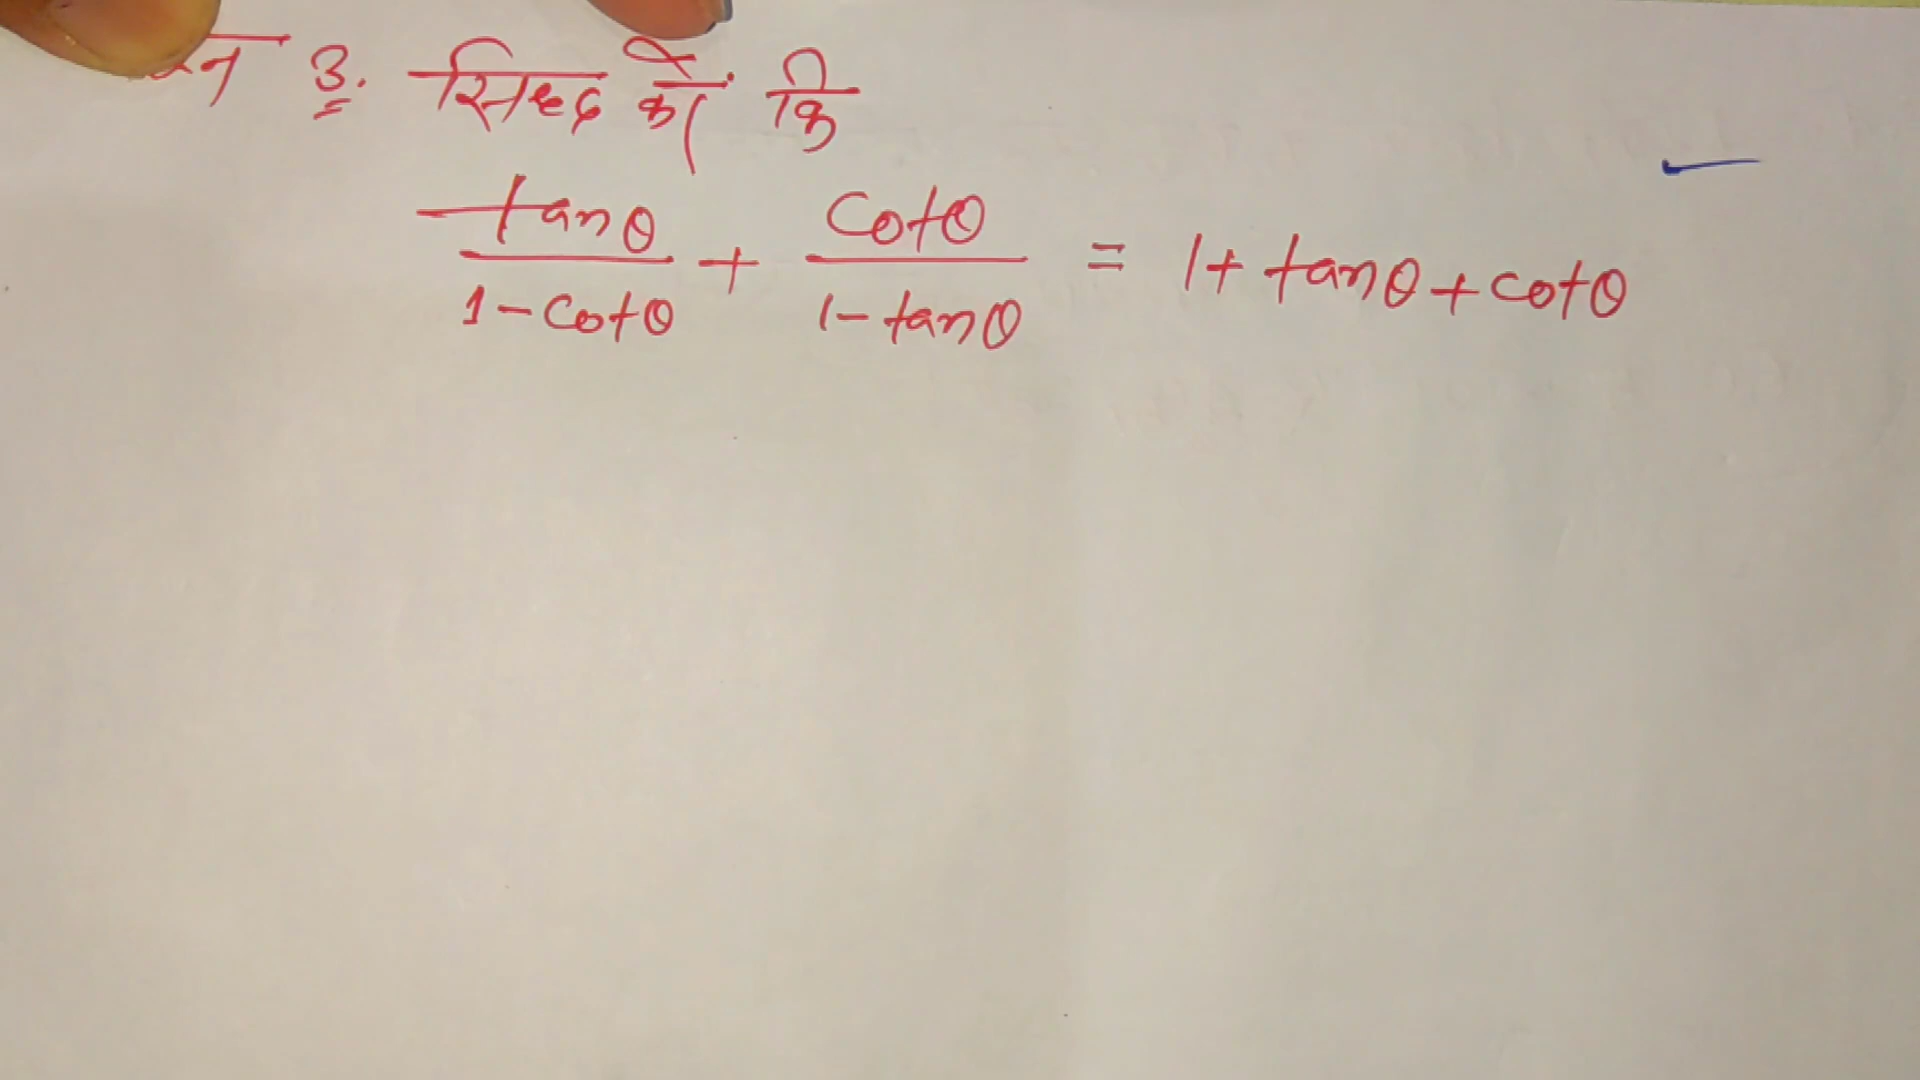 3. सिध्द करें कि
tanθ/1-cotθ + cotθ/1-tanθ = 1+tanθ+cotθ